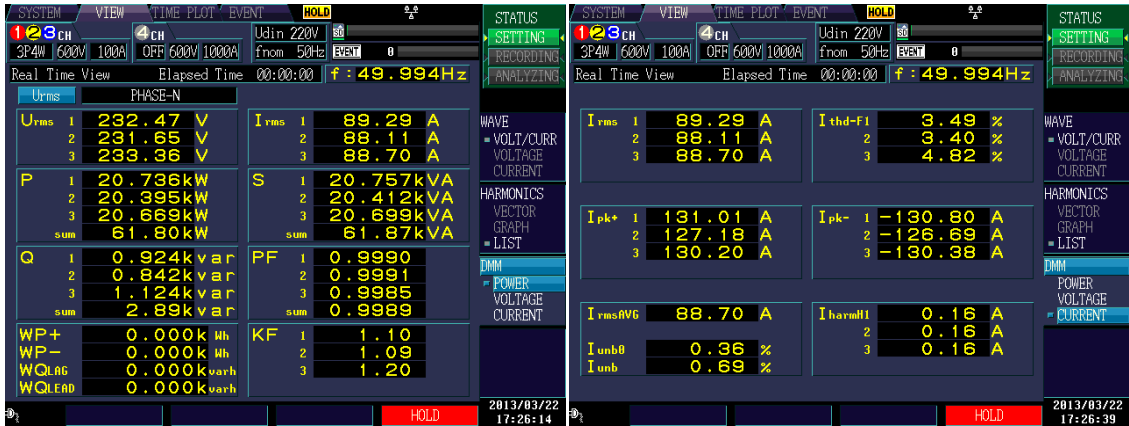 SYSTEM VIEW TIME PLOT EVENT HOLD
1 2 3 CH 4 CH Udin 220V SD
3P4W 600V 100A OFF 600V 1000A fnom 50Hz EVENT 0
Real Time View Elapsed Time 00:00:00 f:49.994Hz
Urms PHASE-N
Urms 1 232.47 V Irms 1 89.29 A
2 231.65 V 2 88.11 A
3 233.36 V 3 88.70 A
P 1 20.736kW S 1 20.757kVA
2 20.395kW 2 20.412kVA
3 20.669kW 3 20.699kVA
sum 61.80kW sum 61.87kVA
Q 1 0.924kvar PF 1 0.9990
2 0.842kvar 2 0.9991
3 1.124kvar 3 0.9985
sum 2.89kvar sum 0.9989
WP+ 0.000k Wh KF 1 1.10
WP- 0.000k Wh 2 1.09
WQLAG 0.000kvarh 3 1.20
WQLEAD 0.000kvarh
HOLD
STATUS
SETTING
RECORDING
ANALYZING
WAVE
VOLT/CURR
VOLTAGE
CURRENT
HARMONICS
VECTOR
GRAPH
LIST
DMM
POWER
VOLTAGE
CURRENT
2013/03/22
17:26:14
SYSTEM VIEW TIME PLOT EVENT HOLD
1 2 3 CH 4 CH Udin 220V SD
3P4W 600V 100A OFF 600V 1000A fnom 50Hz EVENT 0
Real Time View Elapsed Time 00:00:00 f:49.994Hz
Irms 1 89.29 A Ithd-F1 3.49 %
2 88.11 A 2 3.40 %
3 88.70 A 3 4.82 %
Ipk+ 1 131.01 A Ipk- 1 -130.80 A
2 127.18 A 2 -126.69 A
3 130.20 A 3 -130.38 A
IrmsAVG 88.70 A IharmH1 0.16 A
2 0.16 A
Iunb0 0.36 % 3 0.16 A
Iunb 0.69 %
HOLD
STATUS
SETTING
RECORDING
ANALYZING
WAVE
VOLT/CURR
VOLTAGE
CURRENT
HARMONICS
VECTOR
GRAPH
LIST
DMM
POWER
VOLTAGE
CURRENT
2013/03/22
17:26:39